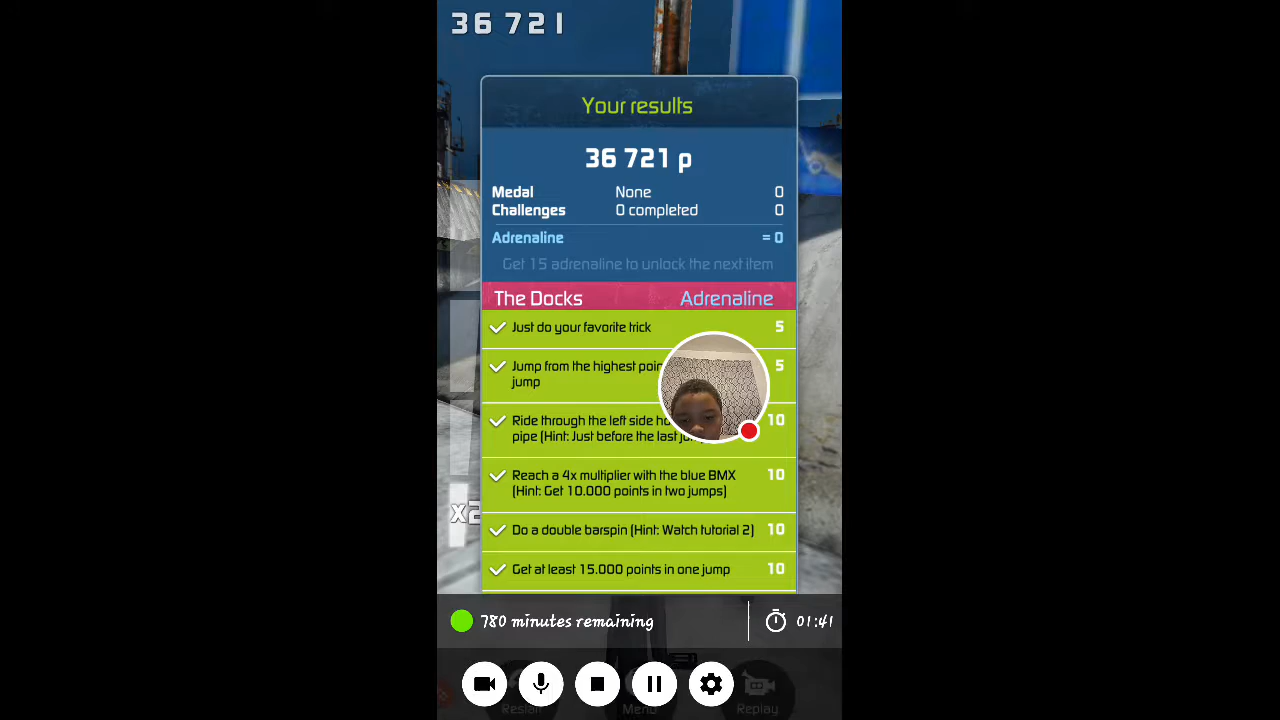 36 721
Your results
36 721 p
Medal None 0
Challenges 0 completed 0
Adrenaline = 0
Get 15 adrenaline to unlock the next item
The Docks Adrenaline
Just do your favorite trick 5
Jump from the highest 5
jump
Ride through the left side 10
pipe (Hint: Just before the last
Reach a 4x multiplier with the blue BMX 10
(Hint: Get 10.000 points in two jumps)
x2
Do a double barspin (Hint: Watch tutorial 2) 10
Get at least 15.000 points in one jump 10
780 minutes remaining 01:41
Restart Menu Replay